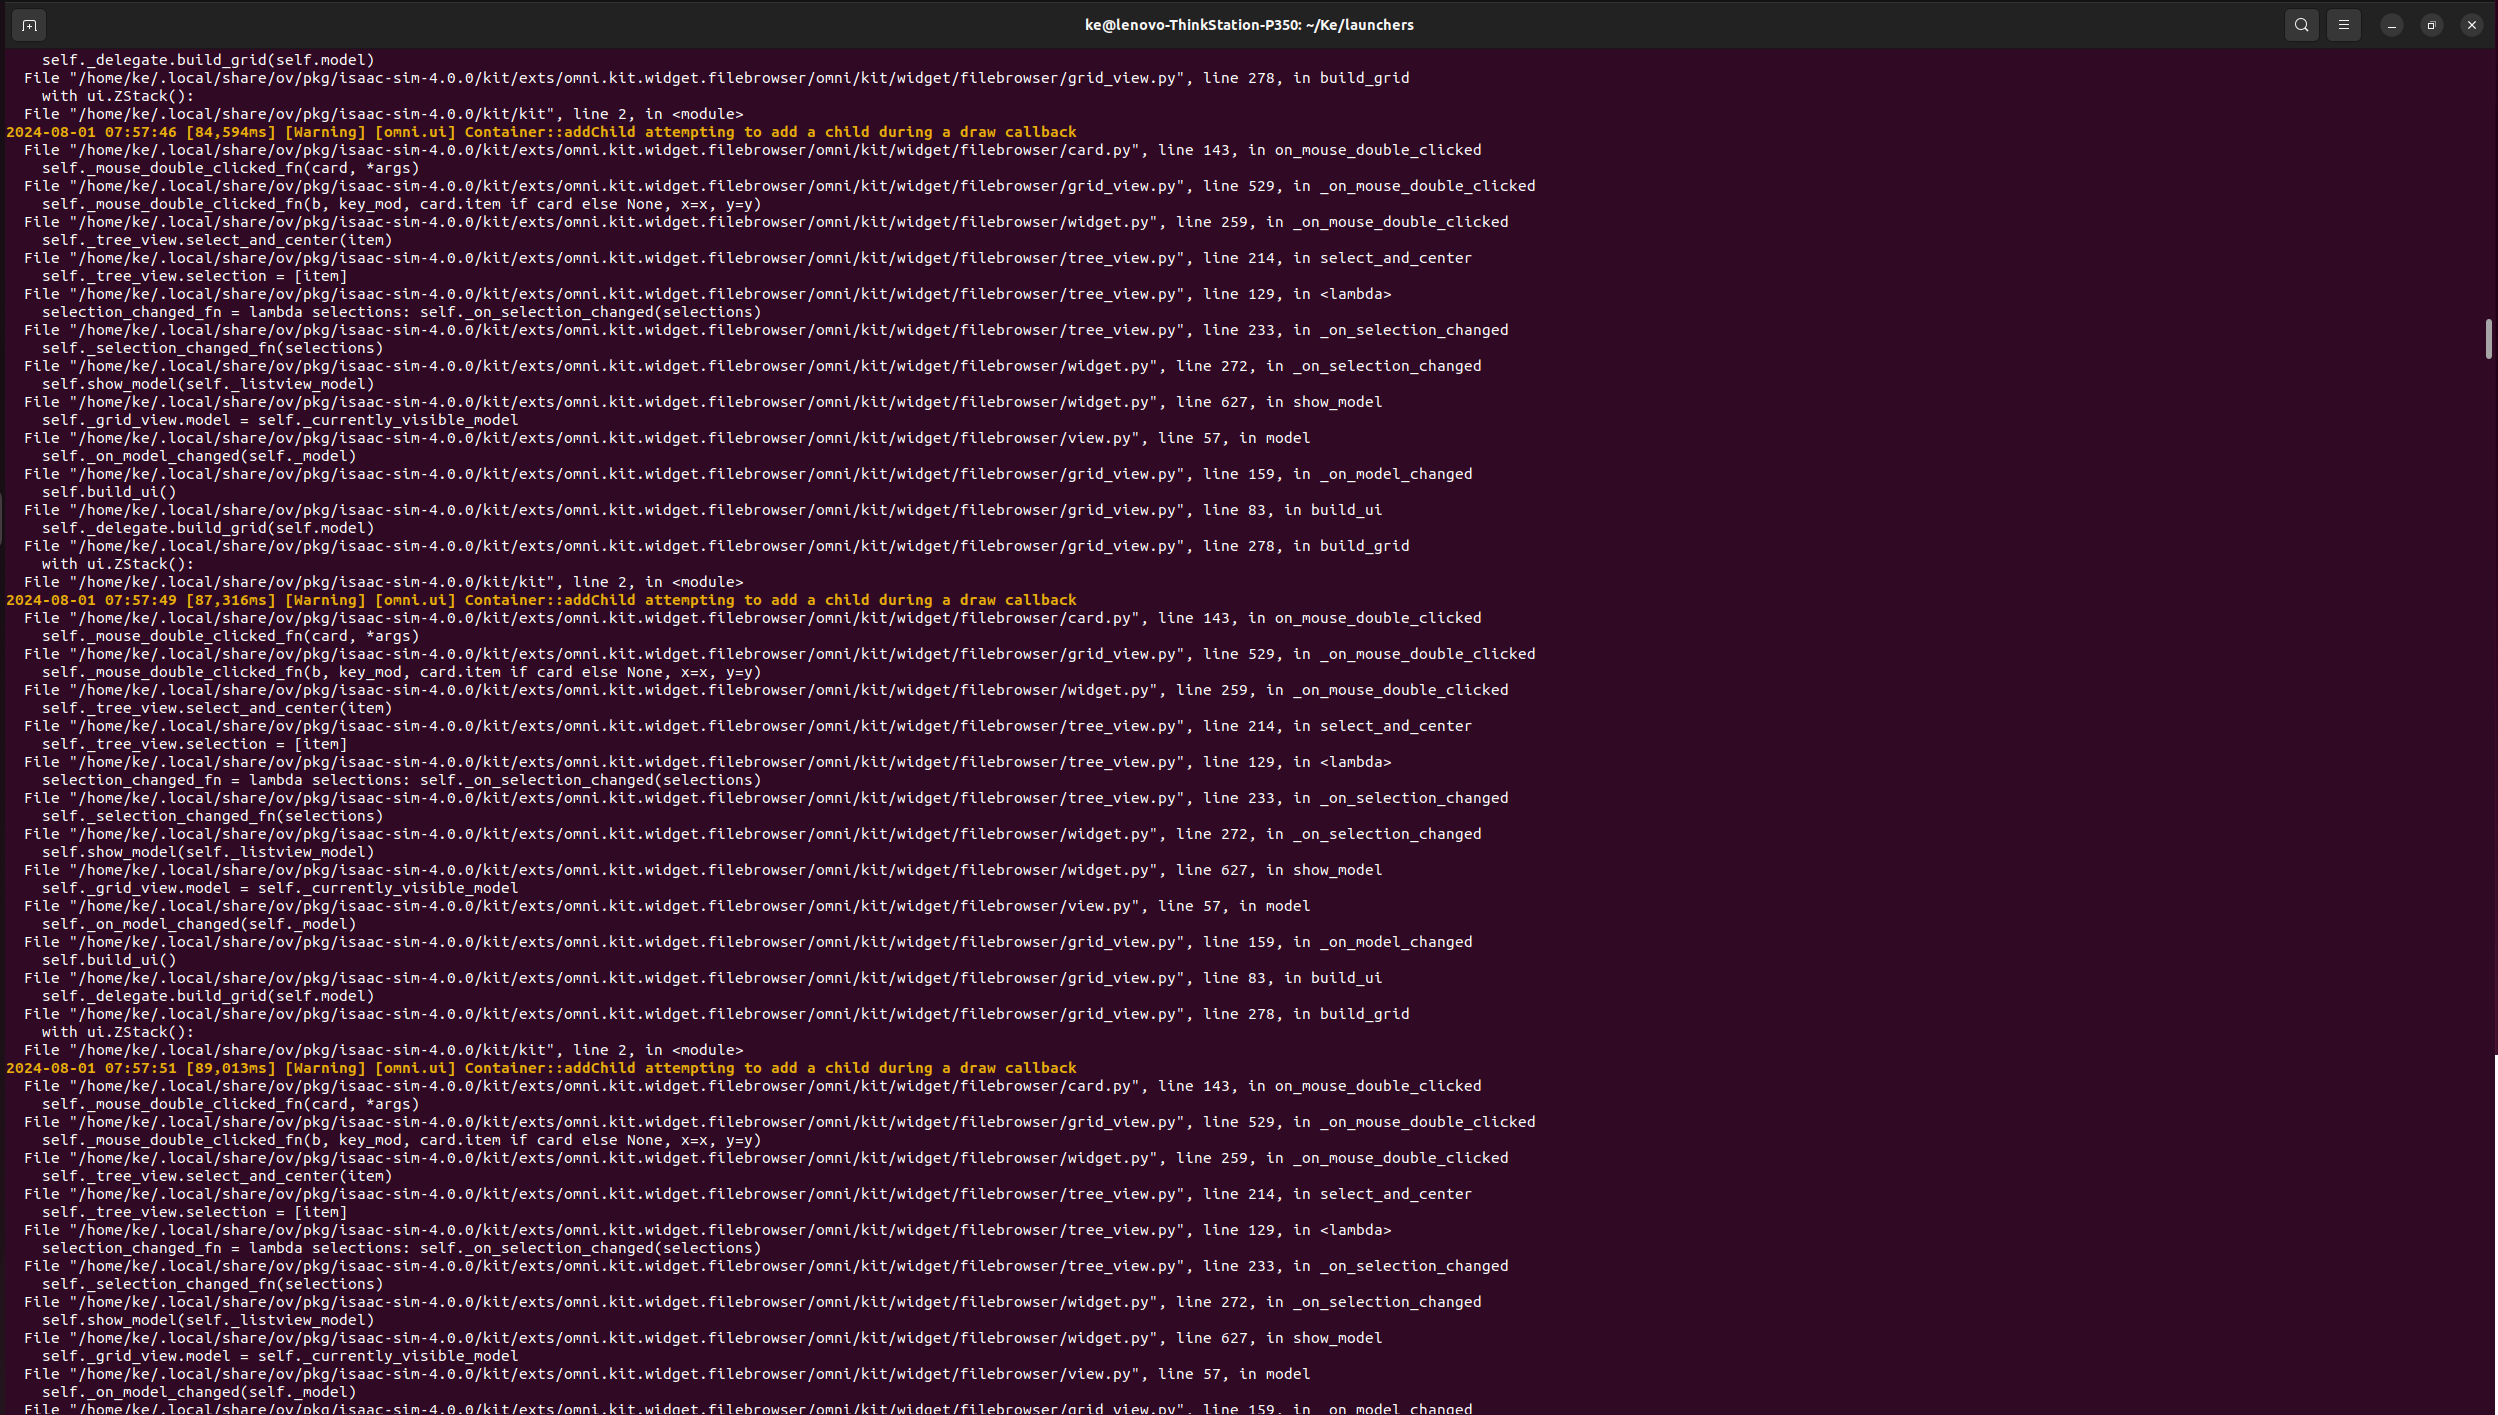 ke@lenovo-ThinkStation-P350: ~/Ke/launchers
    self._delegate.build_grid(self.model)
  File "/home/ke/.local/share/ov/pkg/isaac-sim-4.0.0/kit/exts/omni.kit.widget.filebrowser/omni/kit/widget/filebrowser/grid_view.py", line 278, in build_grid
    with ui.ZStack():
  File "/home/ke/.local/share/ov/pkg/isaac-sim-4.0.0/kit/kit", line 2, in <module>
2024-08-01 07:57:46 [84,594ms] [Warning] [omni.ui] Container::addChild attempting to add a child during a draw callback
  File "/home/ke/.local/share/ov/pkg/isaac-sim-4.0.0/kit/exts/omni.kit.widget.filebrowser/omni/kit/widget/filebrowser/card.py", line 143, in on_mouse_double_clicked
    self._mouse_double_clicked_fn(card, *args)
  File "/home/ke/.local/share/ov/pkg/isaac-sim-4.0.0/kit/exts/omni.kit.widget.filebrowser/omni/kit/widget/filebrowser/grid_view.py", line 529, in _on_mouse_double_clicked
    self._mouse_double_clicked_fn(b, key_mod, card.item if card else None, x=x, y=y)
  File "/home/ke/.local/share/ov/pkg/isaac-sim-4.0.0/kit/exts/omni.kit.widget.filebrowser/omni/kit/widget/filebrowser/widget.py", line 259, in _on_mouse_double_clicked
    self._tree_view.select_and_center(item)
  File "/home/ke/.local/share/ov/pkg/isaac-sim-4.0.0/kit/exts/omni.kit.widget.filebrowser/omni/kit/widget/filebrowser/tree_view.py", line 214, in select_and_center
    self._tree_view.selection = [item]
  File "/home/ke/.local/share/ov/pkg/isaac-sim-4.0.0/kit/exts/omni.kit.widget.filebrowser/omni/kit/widget/filebrowser/tree_view.py", line 129, in <lambda>
    selection_changed_fn = lambda selections: self._on_selection_changed(selections)
  File "/home/ke/.local/share/ov/pkg/isaac-sim-4.0.0/kit/exts/omni.kit.widget.filebrowser/omni/kit/widget/filebrowser/tree_view.py", line 233, in _on_selection_changed
    self._selection_changed_fn(selections)
  File "/home/ke/.local/share/ov/pkg/isaac-sim-4.0.0/kit/exts/omni.kit.widget.filebrowser/omni/kit/widget/filebrowser/widget.py", line 272, in _on_selection_changed
    self.show_model(self._listview_model)
  File "/home/ke/.local/share/ov/pkg/isaac-sim-4.0.0/kit/exts/omni.kit.widget.filebrowser/omni/kit/widget/filebrowser/widget.py", line 627, in show_model
    self._grid_view.model = self._currently_visible_model
  File "/home/ke/.local/share/ov/pkg/isaac-sim-4.0.0/kit/exts/omni.kit.widget.filebrowser/omni/kit/widget/filebrowser/view.py", line 57, in model
    self._on_model_changed(self._model)
  File "/home/ke/.local/share/ov/pkg/isaac-sim-4.0.0/kit/exts/omni.kit.widget.filebrowser/omni/kit/widget/filebrowser/grid_view.py", line 159, in _on_model_changed
    self.build_ui()
  File "/home/ke/.local/share/ov/pkg/isaac-sim-4.0.0/kit/exts/omni.kit.widget.filebrowser/omni/kit/widget/filebrowser/grid_view.py", line 83, in build_ui
    self._delegate.build_grid(self.model)
  File "/home/ke/.local/share/ov/pkg/isaac-sim-4.0.0/kit/exts/omni.kit.widget.filebrowser/omni/kit/widget/filebrowser/grid_view.py", line 278, in build_grid
    with ui.ZStack():
  File "/home/ke/.local/share/ov/pkg/isaac-sim-4.0.0/kit/kit", line 2, in <module>
2024-08-01 07:57:49 [87,316ms] [Warning] [omni.ui] Container::addChild attempting to add a child during a draw callback
  File "/home/ke/.local/share/ov/pkg/isaac-sim-4.0.0/kit/exts/omni.kit.widget.filebrowser/omni/kit/widget/filebrowser/card.py", line 143, in on_mouse_double_clicked
    self._mouse_double_clicked_fn(card, *args)
  File "/home/ke/.local/share/ov/pkg/isaac-sim-4.0.0/kit/exts/omni.kit.widget.filebrowser/omni/kit/widget/filebrowser/grid_view.py", line 529, in _on_mouse_double_clicked
    self._mouse_double_clicked_fn(b, key_mod, card.item if card else None, x=x, y=y)
  File "/home/ke/.local/share/ov/pkg/isaac-sim-4.0.0/kit/exts/omni.kit.widget.filebrowser/omni/kit/widget/filebrowser/widget.py", line 259, in _on_mouse_double_clicked
    self._tree_view.select_and_center(item)
  File "/home/ke/.local/share/ov/pkg/isaac-sim-4.0.0/kit/exts/omni.kit.widget.filebrowser/omni/kit/widget/filebrowser/tree_view.py", line 214, in select_and_center
    self._tree_view.selection = [item]
  File "/home/ke/.local/share/ov/pkg/isaac-sim-4.0.0/kit/exts/omni.kit.widget.filebrowser/omni/kit/widget/filebrowser/tree_view.py", line 129, in <lambda>
    selection_changed_fn = lambda selections: self._on_selection_changed(selections)
  File "/home/ke/.local/share/ov/pkg/isaac-sim-4.0.0/kit/exts/omni.kit.widget.filebrowser/omni/kit/widget/filebrowser/tree_view.py", line 233, in _on_selection_changed
    self._selection_changed_fn(selections)
  File "/home/ke/.local/share/ov/pkg/isaac-sim-4.0.0/kit/exts/omni.kit.widget.filebrowser/omni/kit/widget/filebrowser/widget.py", line 272, in _on_selection_changed
    self.show_model(self._listview_model)
  File "/home/ke/.local/share/ov/pkg/isaac-sim-4.0.0/kit/exts/omni.kit.widget.filebrowser/omni/kit/widget/filebrowser/widget.py", line 627, in show_model
    self._grid_view.model = self._currently_visible_model
  File "/home/ke/.local/share/ov/pkg/isaac-sim-4.0.0/kit/exts/omni.kit.widget.filebrowser/omni/kit/widget/filebrowser/view.py", line 57, in model
    self._on_model_changed(self._model)
  File "/home/ke/.local/share/ov/pkg/isaac-sim-4.0.0/kit/exts/omni.kit.widget.filebrowser/omni/kit/widget/filebrowser/grid_view.py", line 159, in _on_model_changed
    self.build_ui()
  File "/home/ke/.local/share/ov/pkg/isaac-sim-4.0.0/kit/exts/omni.kit.widget.filebrowser/omni/kit/widget/filebrowser/grid_view.py", line 83, in build_ui
    self._delegate.build_grid(self.model)
  File "/home/ke/.local/share/ov/pkg/isaac-sim-4.0.0/kit/exts/omni.kit.widget.filebrowser/omni/kit/widget/filebrowser/grid_view.py", line 278, in build_grid
    with ui.ZStack():
  File "/home/ke/.local/share/ov/pkg/isaac-sim-4.0.0/kit/kit", line 2, in <module>
2024-08-01 07:57:51 [89,013ms] [Warning] [omni.ui] Container::addChild attempting to add a child during a draw callback
  File "/home/ke/.local/share/ov/pkg/isaac-sim-4.0.0/kit/exts/omni.kit.widget.filebrowser/omni/kit/widget/filebrowser/card.py", line 143, in on_mouse_double_clicked
    self._mouse_double_clicked_fn(card, *args)
  File "/home/ke/.local/share/ov/pkg/isaac-sim-4.0.0/kit/exts/omni.kit.widget.filebrowser/omni/kit/widget/filebrowser/grid_view.py", line 529, in _on_mouse_double_clicked
    self._mouse_double_clicked_fn(b, key_mod, card.item if card else None, x=x, y=y)
  File "/home/ke/.local/share/ov/pkg/isaac-sim-4.0.0/kit/exts/omni.kit.widget.filebrowser/omni/kit/widget/filebrowser/widget.py", line 259, in _on_mouse_double_clicked
    self._tree_view.select_and_center(item)
  File "/home/ke/.local/share/ov/pkg/isaac-sim-4.0.0/kit/exts/omni.kit.widget.filebrowser/omni/kit/widget/filebrowser/tree_view.py", line 214, in select_and_center
    self._tree_view.selection = [item]
  File "/home/ke/.local/share/ov/pkg/isaac-sim-4.0.0/kit/exts/omni.kit.widget.filebrowser/omni/kit/widget/filebrowser/tree_view.py", line 129, in <lambda>
    selection_changed_fn = lambda selections: self._on_selection_changed(selections)
  File "/home/ke/.local/share/ov/pkg/isaac-sim-4.0.0/kit/exts/omni.kit.widget.filebrowser/omni/kit/widget/filebrowser/tree_view.py", line 233, in _on_selection_changed
    self._selection_changed_fn(selections)
  File "/home/ke/.local/share/ov/pkg/isaac-sim-4.0.0/kit/exts/omni.kit.widget.filebrowser/omni/kit/widget/filebrowser/widget.py", line 272, in _on_selection_changed
    self.show_model(self._listview_model)
  File "/home/ke/.local/share/ov/pkg/isaac-sim-4.0.0/kit/exts/omni.kit.widget.filebrowser/omni/kit/widget/filebrowser/widget.py", line 627, in show_model
    self._grid_view.model = self._currently_visible_model
  File "/home/ke/.local/share/ov/pkg/isaac-sim-4.0.0/kit/exts/omni.kit.widget.filebrowser/omni/kit/widget/filebrowser/view.py", line 57, in model
    self._on_model_changed(self._model)
  File "/home/ke/.local/share/ov/pkg/isaac-sim-4.0.0/kit/exts/omni.kit.widget.filebrowser/omni/kit/widget/filebrowser/grid_view.py", line 159, in _on_model_changed